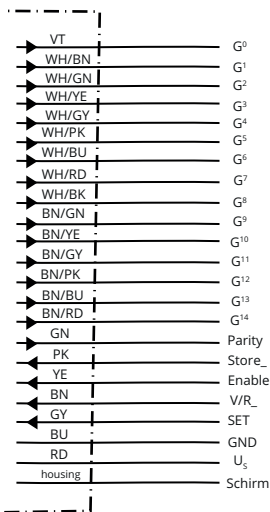 VT G⁰
WH/BN G¹
WH/GN G²
WH/YE G³
WH/GY G⁴
WH/PK G⁵
WH/BU G⁶
WH/RD G⁷
WH/BK G⁸
BN/GN G⁹
BN/YE G¹⁰
BN/GY G¹¹
BN/PK G¹²
BN/BU G¹³
BN/RD G¹⁴
GN Parity
PK Store_
YE Enable
BN V/R_
GY SET
BU GND
RD Uₛ
housing Schirm